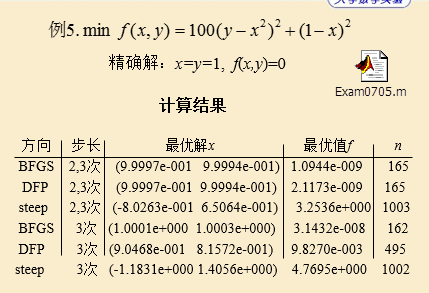 例5. min f(x, y) = 100(y − x²)² + (1− x)²
精确解：x=y=1, f(x,y)=0
Exam0705.m
计算结果
方向 步长 最优解x 最优值f n
BFGS 2,3次 (9.9997e-001 9.9994e-001) 1.0944e-009 165
DFP 2,3次 (9.9997e-001 9.9994e-001) 2.1173e-009 165
steep 2,3次 (-8.0263e-001 6.5064e-001) 3.2536e+000 1003
BFGS 3次 (1.0001e+000 1.0003e+000) 3.1432e-008 162
DFP 3次 (9.0468e-001 8.1572e-001) 9.8270e-003 495
steep 3次 (-1.1831e+000 1.4056e+000) 4.7695e+000 1002